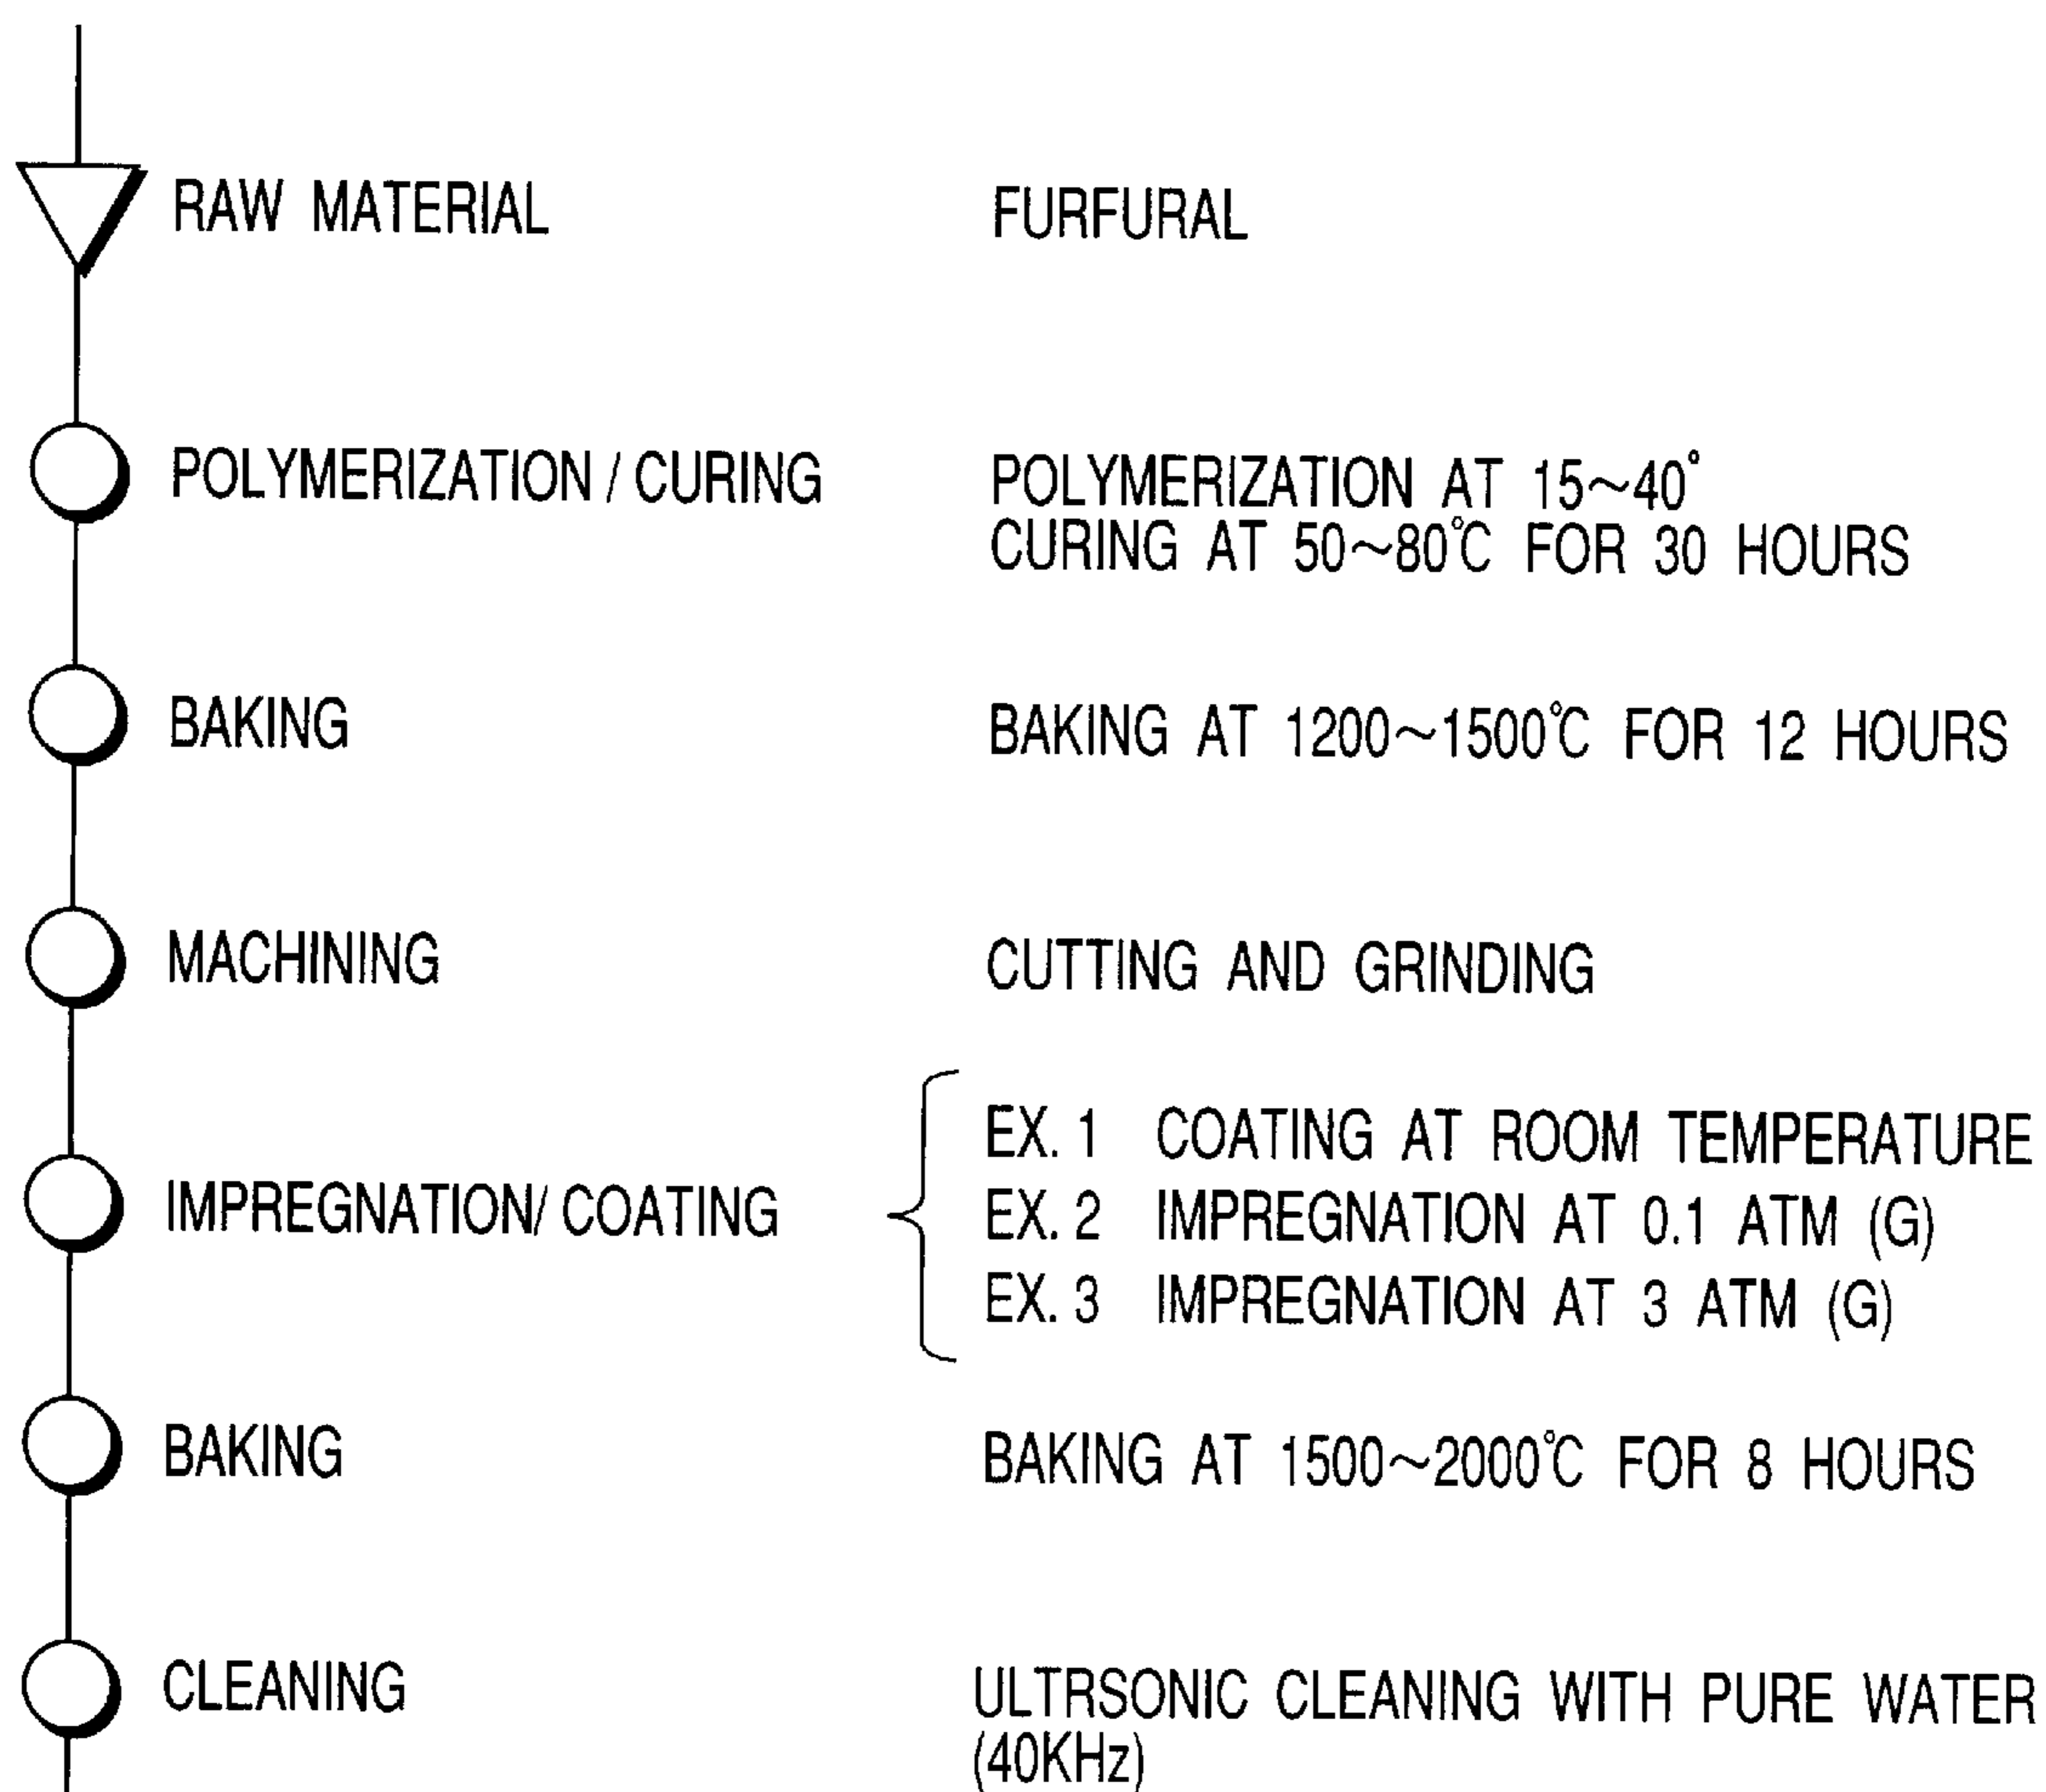 RAW MATERIAL FURFURAL
POLYMERIZATION / CURING POLYMERIZATION AT 15~40°
CURING AT 50~80°C FOR 30 HOURS
BAKING BAKING AT 1200~1500°C FOR 12 HOURS
MACHINING CUTTING AND GRINDING
EX. 1 COATING AT ROOM TEMPERATURE
IMPREGNATION/ COATING EX. 2 IMPREGNATION AT 0.1 ATM (G)
EX. 3 IMPREGNATION AT 3 ATM (G)
BAKING BAKING AT 1500~2000°C FOR 8 HOURS
CLEANING ULTRSONIC CLEANING WITH PURE WATER
(40KHz)